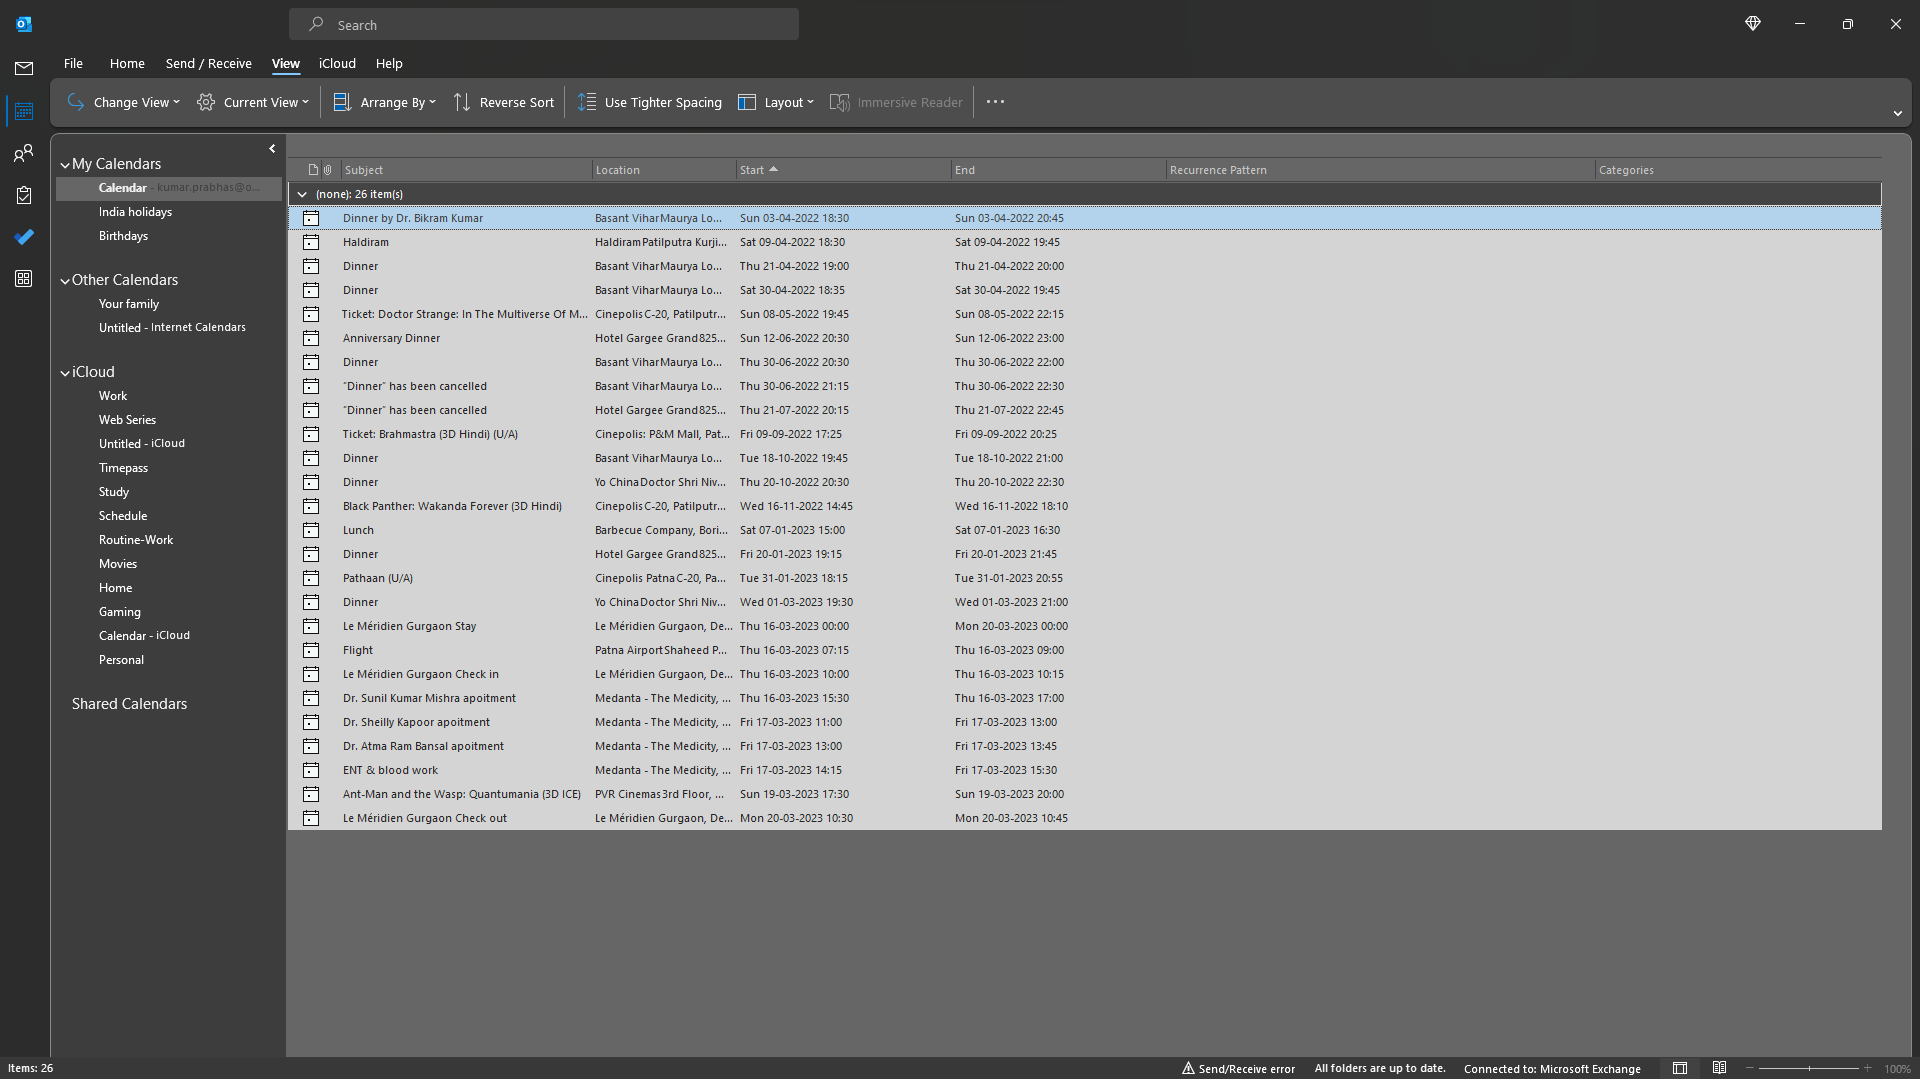 Search
File Home Send / Receive View iCloud Help
Change View Current View Arrange By Reverse Sort Use Tighter Spacing Layout Immersive Reader ...
My Calendars
Calendar - kumar.prabhas@o...
India holidays
Birthdays
Other Calendars
Your family
Untitled - Internet Calendars
iCloud
Work
Web Series
Untitled - iCloud
Timepass
Study
Schedule
Routine-Work
Movies
Home
Gaming
Calendar - iCloud
Personal
Shared Calendars
Subject Location Start End Recurrence Pattern Categories
(none): 26 item(s)
Dinner by Dr. Bikram Kumar Basant Vihar Maurya Lo... Sun 03-04-2022 18:30 Sun 03-04-2022 20:45
Haldiram Haldiram Patilputra Kurji... Sat 09-04-2022 18:30 Sat 09-04-2022 19:45
Dinner Basant Vihar Maurya Lo... Thu 21-04-2022 19:00 Thu 21-04-2022 20:00
Dinner Basant Vihar Maurya Lo... Sat 30-04-2022 18:35 Sat 30-04-2022 19:45
Ticket: Doctor Strange: In The Multiverse Of M... Cinepolis C-20, Patilputr... Sun 08-05-2022 19:45 Sun 08-05-2022 22:15
Anniversary Dinner Hotel Gargee Grand 825... Sun 12-06-2022 20:30 Sun 12-06-2022 23:00
Dinner Basant Vihar Maurya Lo... Thu 30-06-2022 20:30 Thu 30-06-2022 22:00
"Dinner" has been cancelled Basant Vihar Maurya Lo... Thu 30-06-2022 21:15 Thu 30-06-2022 22:30
"Dinner" has been cancelled Hotel Gargee Grand 825... Thu 21-07-2022 20:15 Thu 21-07-2022 22:45
Ticket: Brahmastra (3D Hindi) (U/A) Cinepolis: P&M Mall, Pat... Fri 09-09-2022 17:25 Fri 09-09-2022 20:25
Dinner Basant Vihar Maurya Lo... Tue 18-10-2022 19:45 Tue 18-10-2022 21:00
Dinner Yo China Doctor Shri Niv... Thu 20-10-2022 20:30 Thu 20-10-2022 22:30
Black Panther: Wakanda Forever (3D Hindi) Cinepolis C-20, Patilputr... Wed 16-11-2022 14:45 Wed 16-11-2022 18:10
Lunch Barbecue Company, Bori... Sat 07-01-2023 15:00 Sat 07-01-2023 16:30
Dinner Hotel Gargee Grand 825... Fri 20-01-2023 19:15 Fri 20-01-2023 21:45
Pathaan (U/A) Cinepolis Patna C-20, Pa... Tue 31-01-2023 18:15 Tue 31-01-2023 20:55
Dinner Yo China Doctor Shri Niv... Wed 01-03-2023 19:30 Wed 01-03-2023 21:00
Le Méridien Gurgaon Stay Le Méridien Gurgaon, De... Thu 16-03-2023 00:00 Mon 20-03-2023 00:00
Flight Patna Airport Shaheed P... Thu 16-03-2023 07:15 Thu 16-03-2023 09:00
Le Méridien Gurgaon Check in Le Méridien Gurgaon, De... Thu 16-03-2023 10:00 Thu 16-03-2023 10:15
Dr. Sunil Kumar Mishra apoitment Medanta - The Medicity, ... Thu 16-03-2023 15:30 Thu 16-03-2023 17:00
Dr. Sheilly Kapoor apoitment Medanta - The Medicity, ... Fri 17-03-2023 11:00 Fri 17-03-2023 13:00
Dr. Atma Ram Bansal apoitment Medanta - The Medicity, ... Fri 17-03-2023 13:00 Fri 17-03-2023 13:45
ENT & blood work Medanta - The Medicity, ... Fri 17-03-2023 14:15 Fri 17-03-2023 15:30
Ant-Man and the Wasp: Quantumania (3D ICE) PVR Cinemas 3rd Floor, ... Sun 19-03-2023 17:30 Sun 19-03-2023 20:00
Le Méridien Gurgaon Check out Le Méridien Gurgaon, De... Mon 20-03-2023 10:30 Mon 20-03-2023 10:45
Items: 26 Send/Receive error All folders are up to date. Connected to: Microsoft Exchange 100%